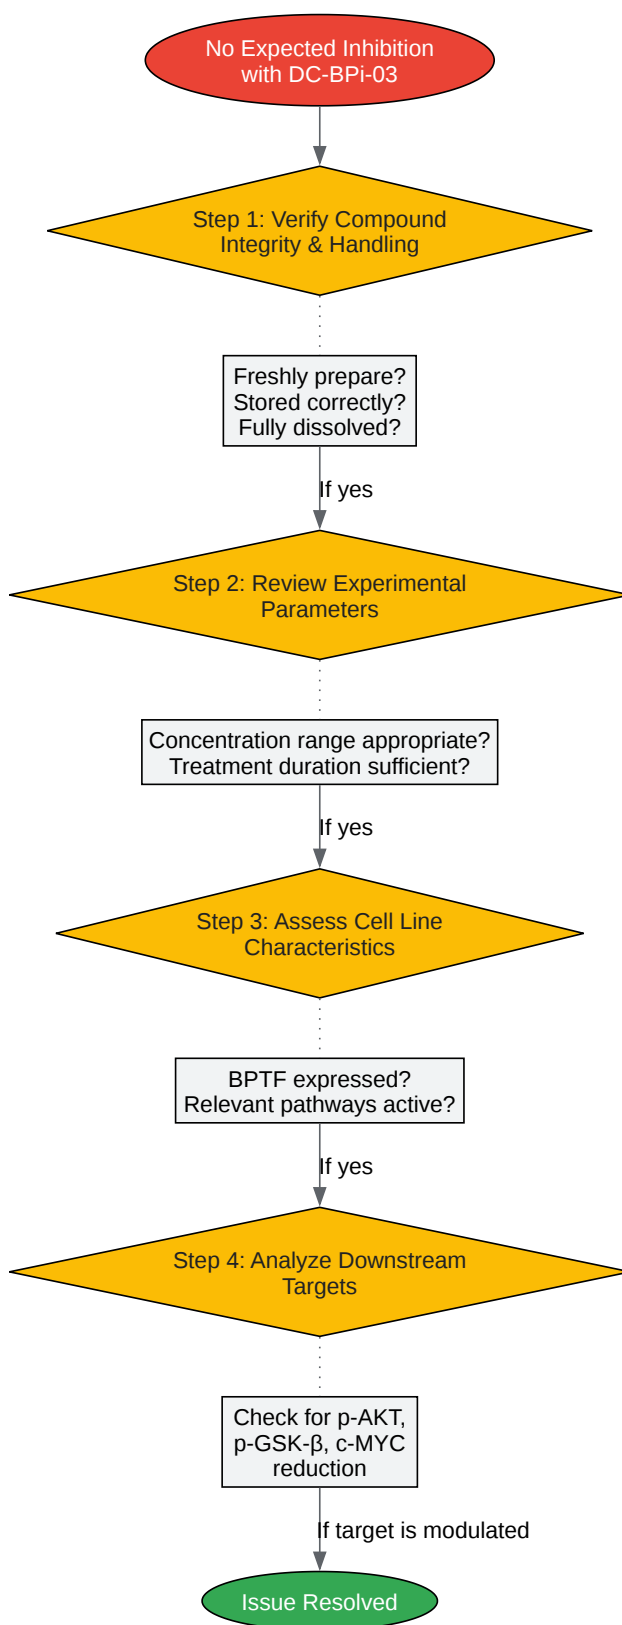 No Expected Inhibition
with DC-BPi-03
Step 1: Verify Compound
Integrity & Handling
Freshly prepare?
Stored correctly?
Fully dissolved?
If yes
Step 2: Review Experimental
Parameters
Concentration range appropriate?
Treatment duration sufficient?
If yes
Step 3: Assess Cell Line
Characteristics
BPTF expressed?
Relevant pathways active?
If yes
Step 4: Analyze Downstream
Targets
Check for p-AKT,
p-GSK-β, c-MYC
reduction
If target is modulated
Issue Resolved